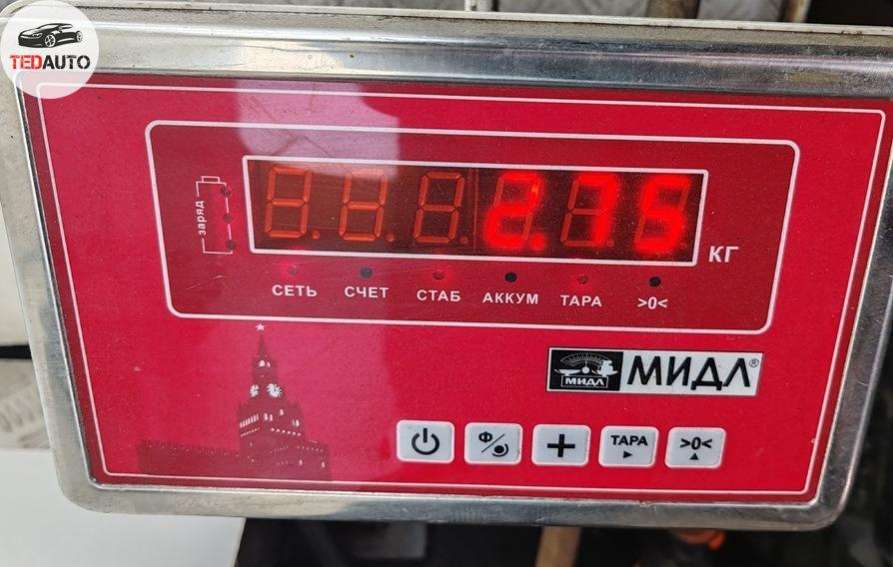 TEDAUTO
заряд
2.75
КГ
СЕТЬ СЧЕТ СТАБ АККУМ ТАРА >0<
МИДЛ МИДЛ®
Ф ТАРА >0<